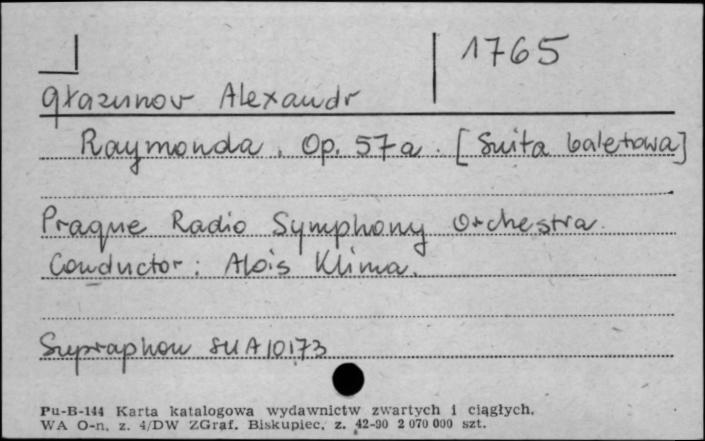 1765
Głazunov Alexandr
Raymonda, Op. 57a. [Suita baletowa]
Prague Radio Symphony Orchestra.
Conductor: Alois Klima.
Supraphon SUA 10173
Pu-B-144 Karta katalogowa wydawnictw zwartych i ciągłych.
WA O-n, z. 4/DW ZGraf. Biskupiec, z. 42-90 2 070 000 szt.